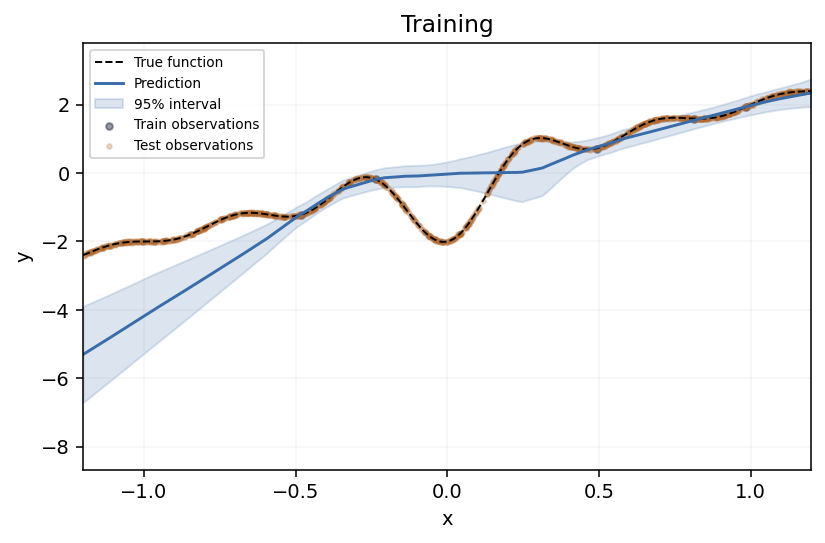 Training
True function
Prediction
95% interval
Train observations
Test observations
y
2
0
−2
−4
−6
−8
−1.0 −0.5 0.0 0.5 1.0
x